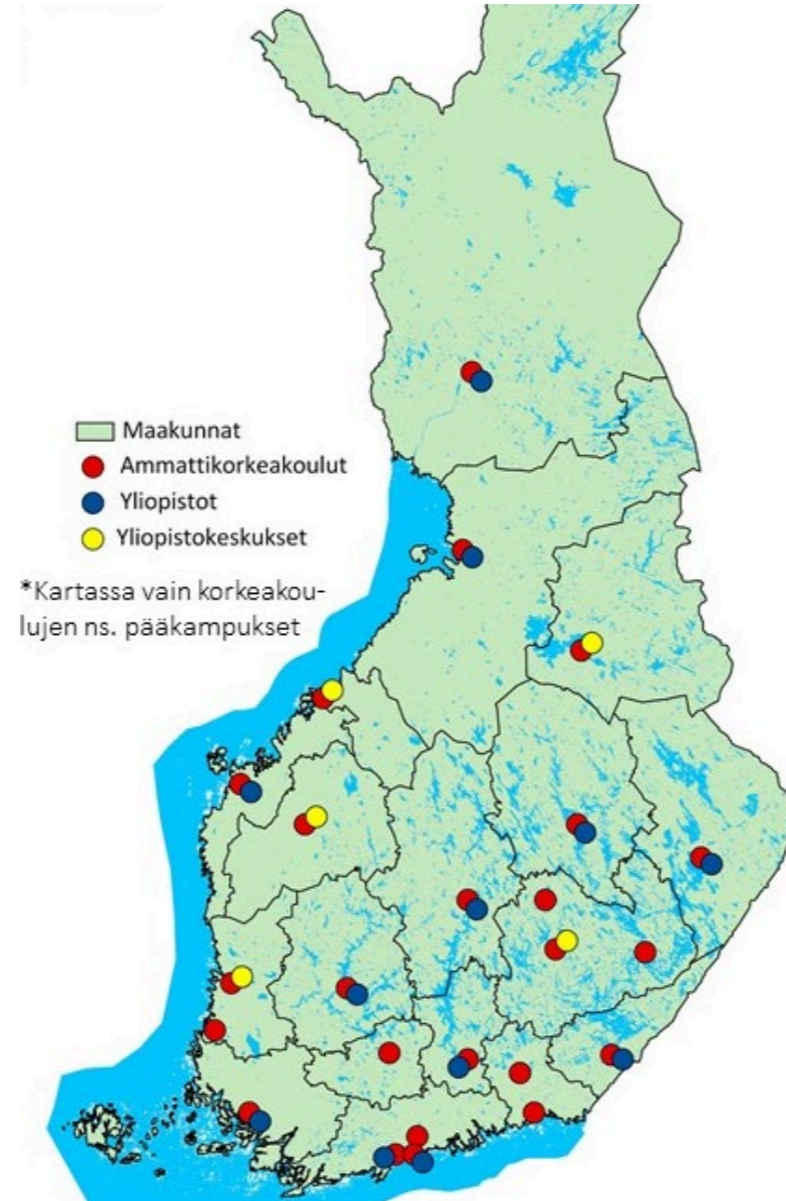 Maakunnat
Ammattikorkeakoulut
Yliopistot
Yliopistokeskukset
*Kartassa vain korkeakou-
lujen ns. pääkampukset